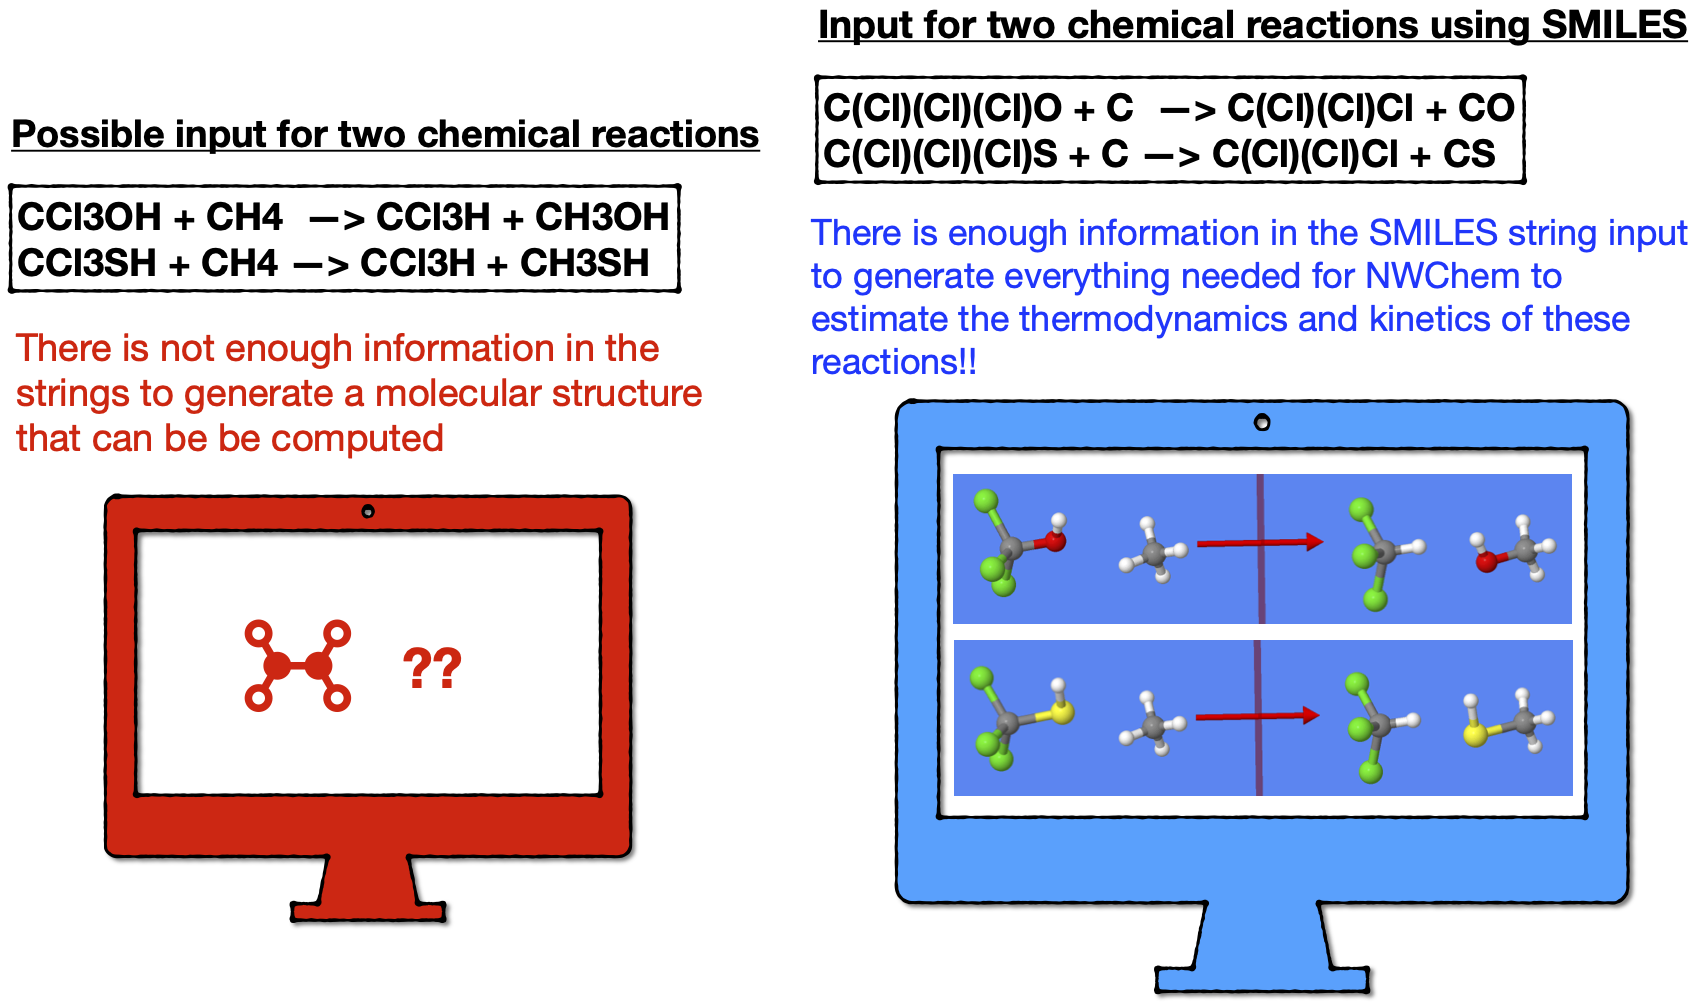 Possible input for two chemical reactions
CCl3OH + CH4 —> CCl3H + CH3OH
CCl3SH + CH4 —> CCl3H + CH3SH
There is not enough information in the
strings to generate a molecular structure
that can be be computed
??
Input for two chemical reactions using SMILES
C(Cl)(Cl)(Cl)O + C —> C(Cl)(Cl)Cl + CO
C(Cl)(Cl)(Cl)S + C —> C(Cl)(Cl)Cl + CS
There is enough information in the SMILES string input
to generate everything needed for NWChem to
estimate the thermodynamics and kinetics of these
reactions!!